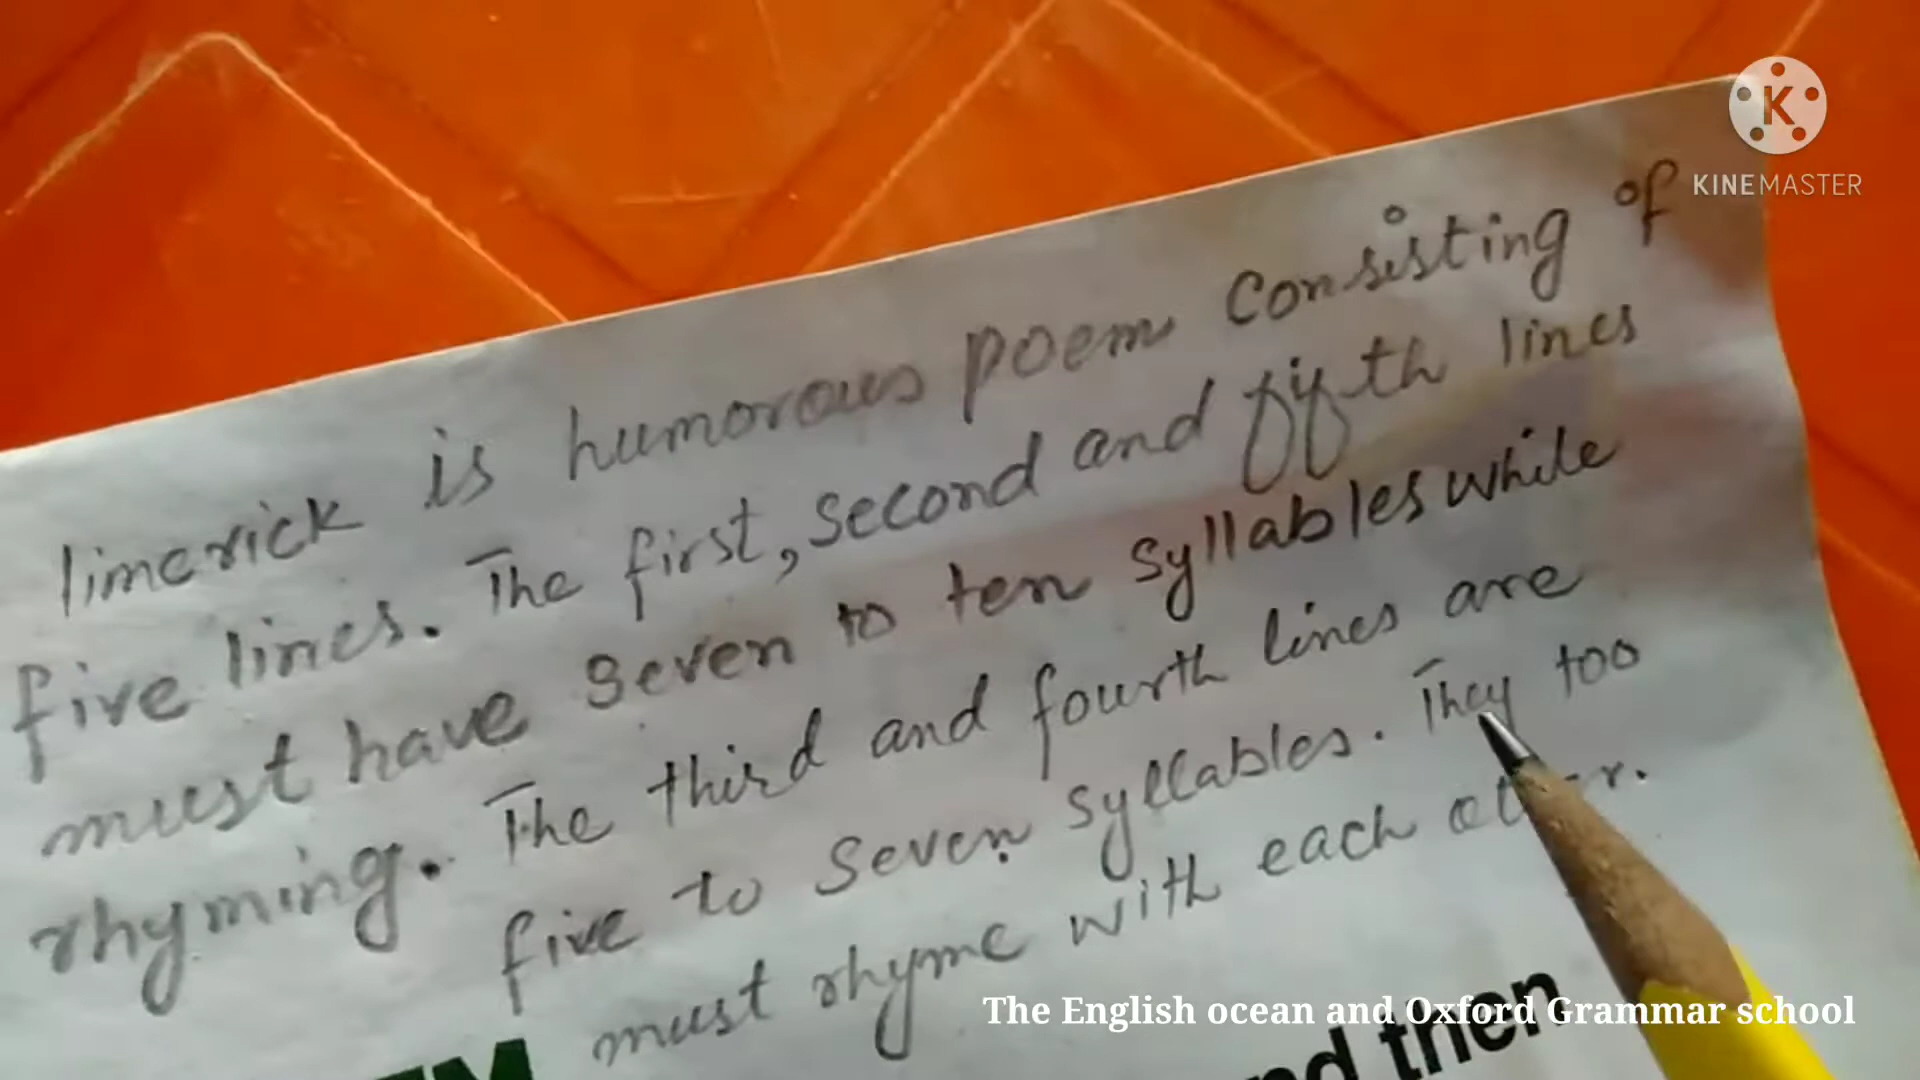 K
KINEMASTER
limerick is humorous poem consisting of
five lines. The first, second and fifth lines
must have seven to ten syllables while
rhyming. The third and fourth lines are
five to seven syllables. They too
must rhyme with each
The English ocean and Oxford Grammar school
then